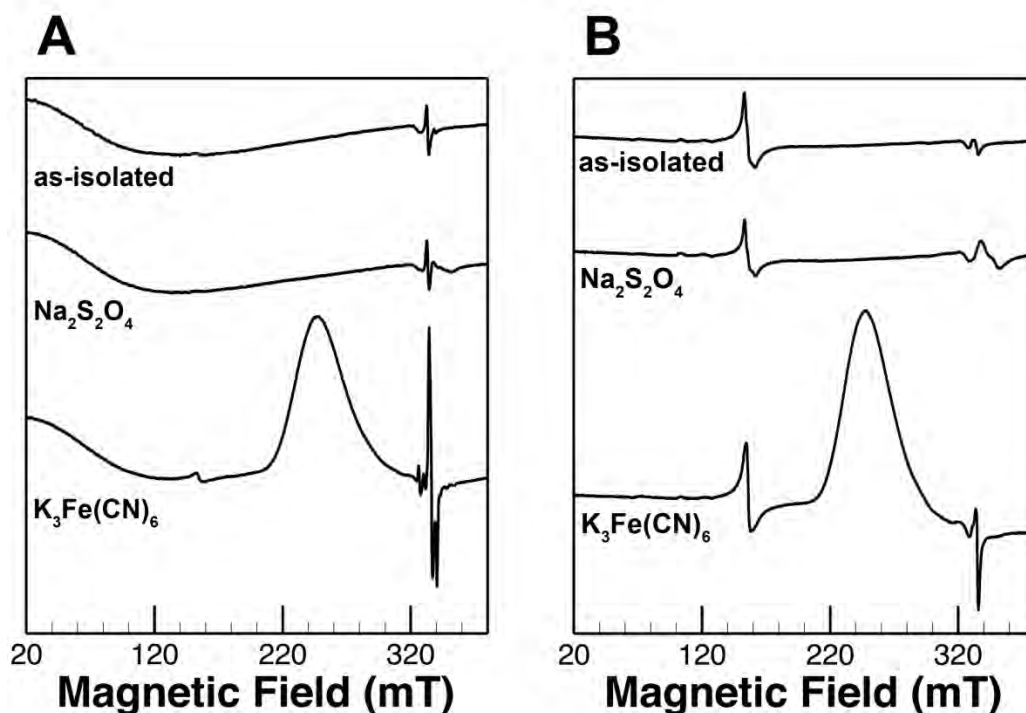 A
as-isolated
Na₂S₂O₄
K₃Fe(CN)₆
20 120 220 320
Magnetic Field (mT)
B
as-isolated
Na₂S₂O₄
K₃Fe(CN)₆
20 120 220 320
Magnetic Field (mT)